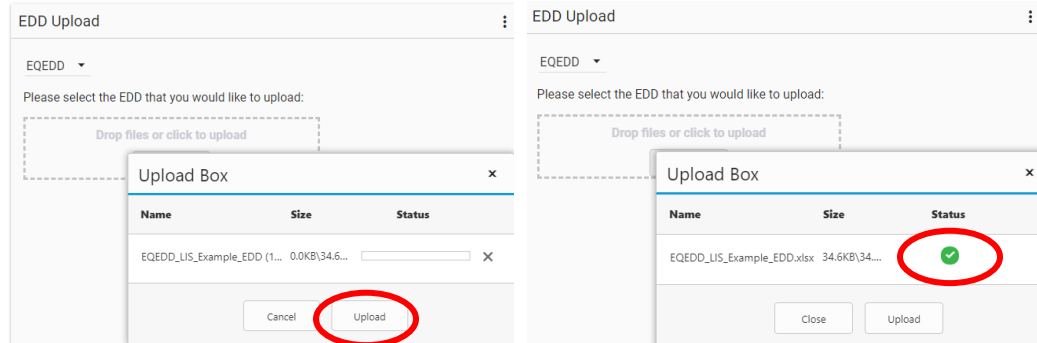 EDD Upload
EQEDD
Please select the EDD that you would like to upload:
Drop files or click to upload
Upload Box
Name Size Status
EQEDD_LIS_Example_EDD (1... 0.0KB\34.6...
Cancel Upload
EDD Upload
EQEDD
Please select the EDD that you would like to upload:
Drop files or click to upload
Upload Box
Name Size Status
EQEDD_LIS_Example_EDD.xlsx 34.6KB\34....
Close Upload